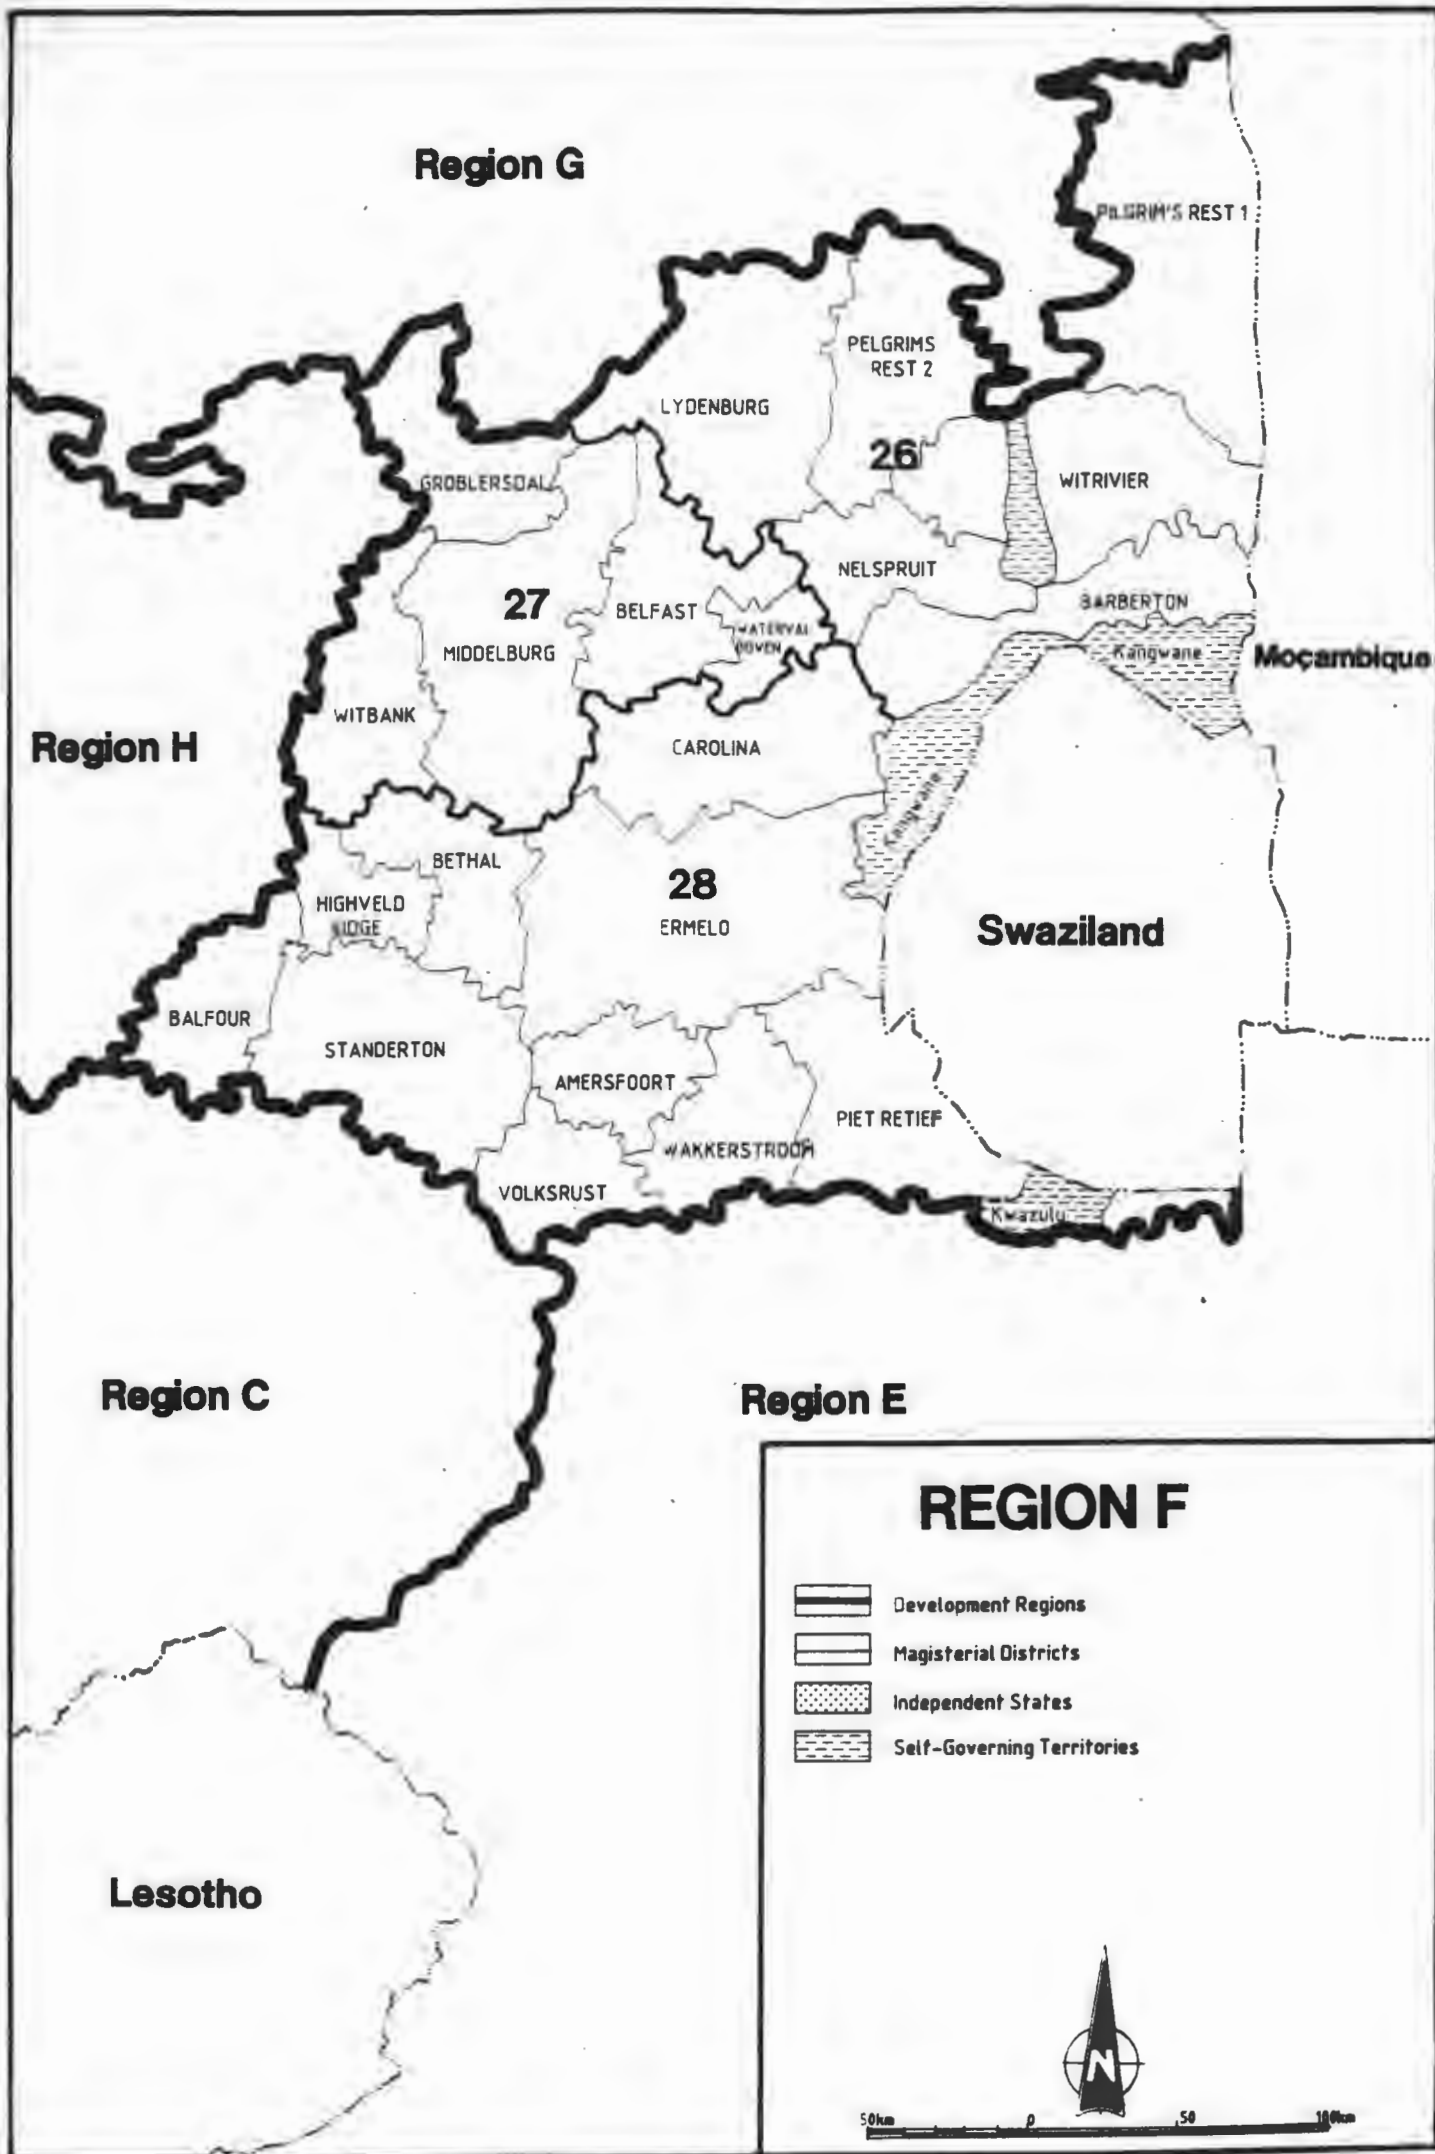 Region G
PILGRIM'S REST 1
PELGRIMS
REST 2
LYDENBURG
26
GROBLERSDAL
WITRIVIER
NELSPRUIT
27
BELFAST
BARBERTON
WATERVAL
BOVEN
MIDDELBURG
Kangwane
Moçambique
WITBANK
Region H
CAROLINA
Kangwane
BETHAL
28
HIGHVELD
RIDGE
ERMELO
Swaziland
BALFOUR
STANDERTON
AMERSFOORT
PIET RETIEF
WAKKERSTROOM
VOLKSRUST
Kwazulu
Region C
Region E
REGION F
Development Regions
Magisterial Districts
Independent States
Self-Governing Territories
Lesotho
N
50km 0 50 100km